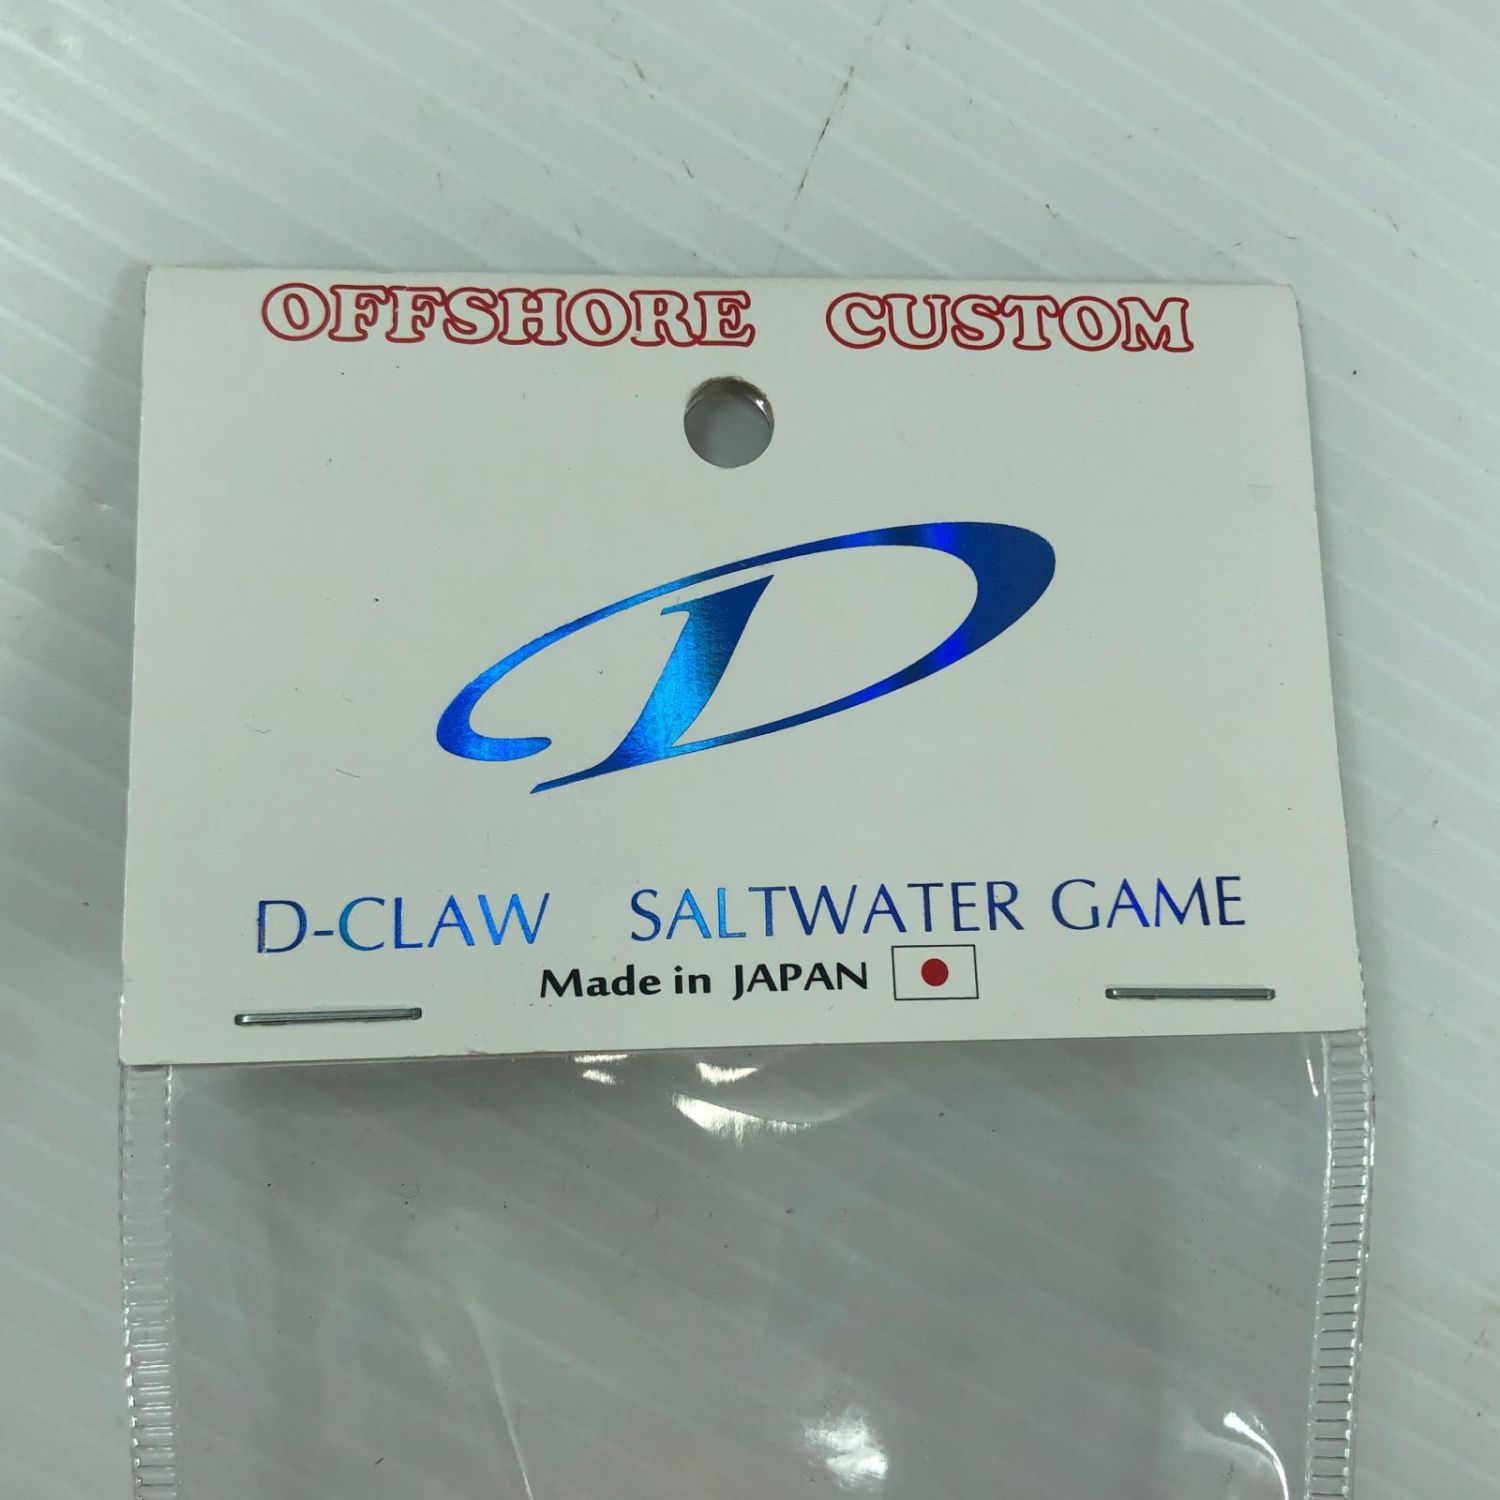 OFFSHORE CUSTOM
D
D-CLAW SALTWATER GAME
Made in JAPAN